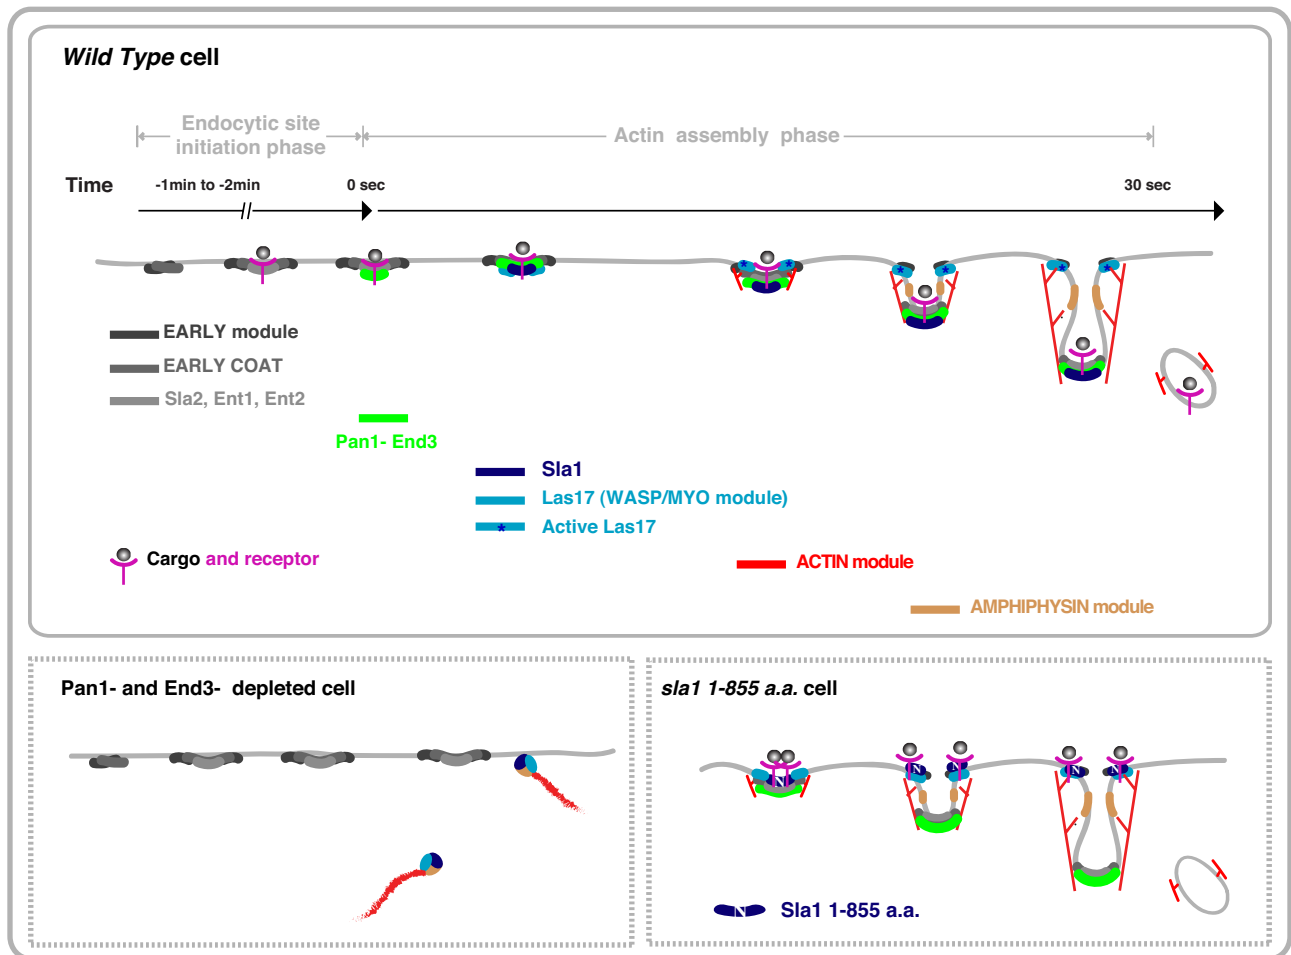 Wild Type cell
Endocytic site
initiation phase
Actin assembly phase
Time
-1min to -2min
0 sec
30 sec
EARLY module
EARLY COAT
Sla2, Ent1, Ent2
Pan1- End3
Sla1
Las17 (WASP/MYO module)
* Active Las17
Cargo and receptor
ACTIN module
AMPHIPHYSIN module
Pan1- and End3- depleted cell
sla1 1-855 a.a. cell
N
N
N
N
N
N Sla1 1-855 a.a.